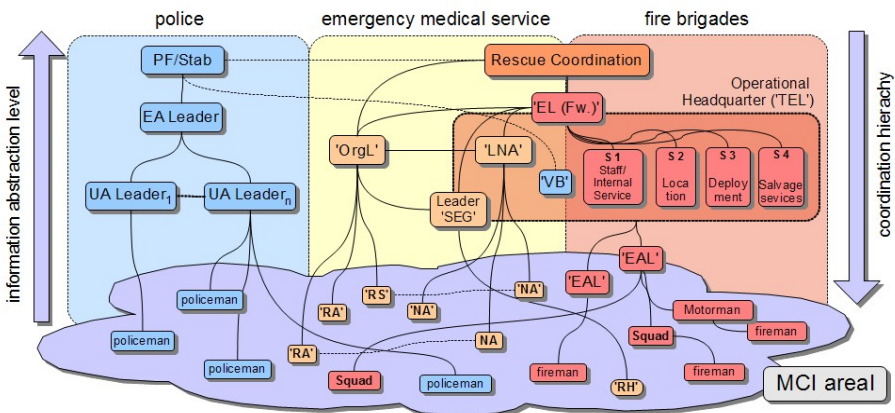 police
emergency medical service
fire brigades
information abstraction level
coordination hierachy
PF/Stab
Rescue Coordination
Operational
Headquarter ('TEL')
EA Leader
'EL (Fw.)'
'OrgL'
'LNA'
'VB'
S 1
Staff/
Internal
Service
S 2
Loca
tion
S 3
Deploy
ment
S 4
Salvage
sevices
UA Leader1
UA Leadern
Leader
'SEG'
'EAL'
'EAL'
policeman
'RA'
'RS'
'NA'
'NA'
Motorman
fireman
policeman
policeman
'RA'
NA
Squad
Squad
policeman
fireman
'RH'
fireman
MCI areal